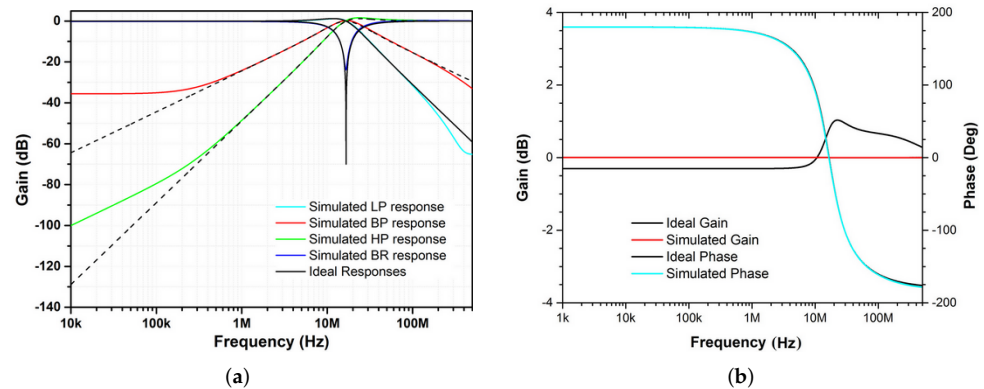 0
-20
-40
-60
-80
-100
-120
-140
Gain (dB)
Simulated LP response
Simulated BP response
Simulated HP response
Simulated BR response
Ideal Responses
10k
100k
1M
10M
100M
Frequency (Hz)
(a)
4
2
0
-2
-4
Gain (dB)
Ideal Gain
Simulated Gain
Ideal Phase
Simulated Phase
200
100
0
-100
-200
Phase (Deg)
1k
10k
100k
1M
10M
100M
Frequency (Hz)
(b)